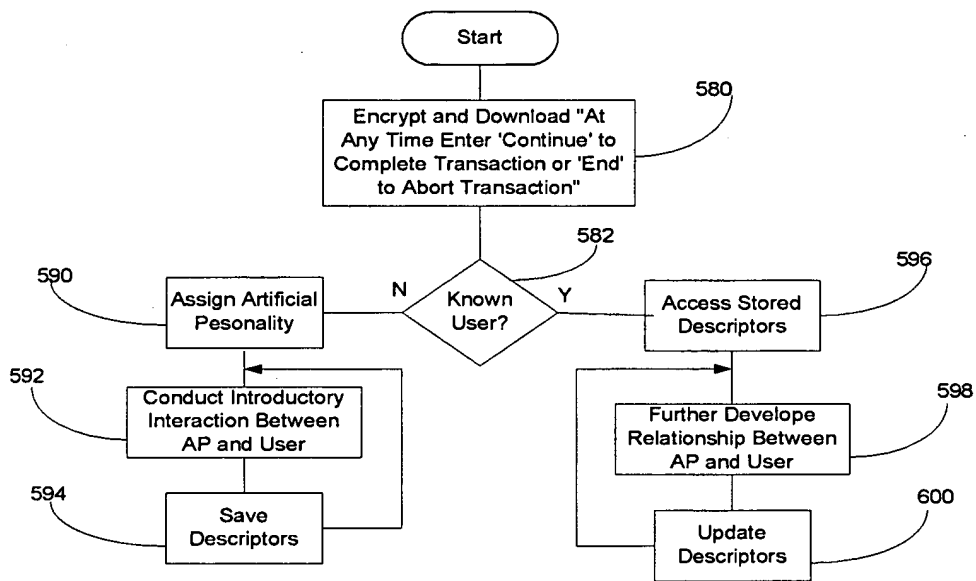 Start
Encrypt and Download "At
Any Time Enter 'Continue' to
Complete Transaction or 'End'
to Abort Transaction"
580
582
Known
User?
N
Y
590
Assign Artificial
Pesonality
592
Conduct Introductory
Interaction Between
AP and User
594
Save
Descriptors
596
Access Stored
Descriptors
598
Further Develope
Relationship Between
AP and User
600
Update
Descriptors